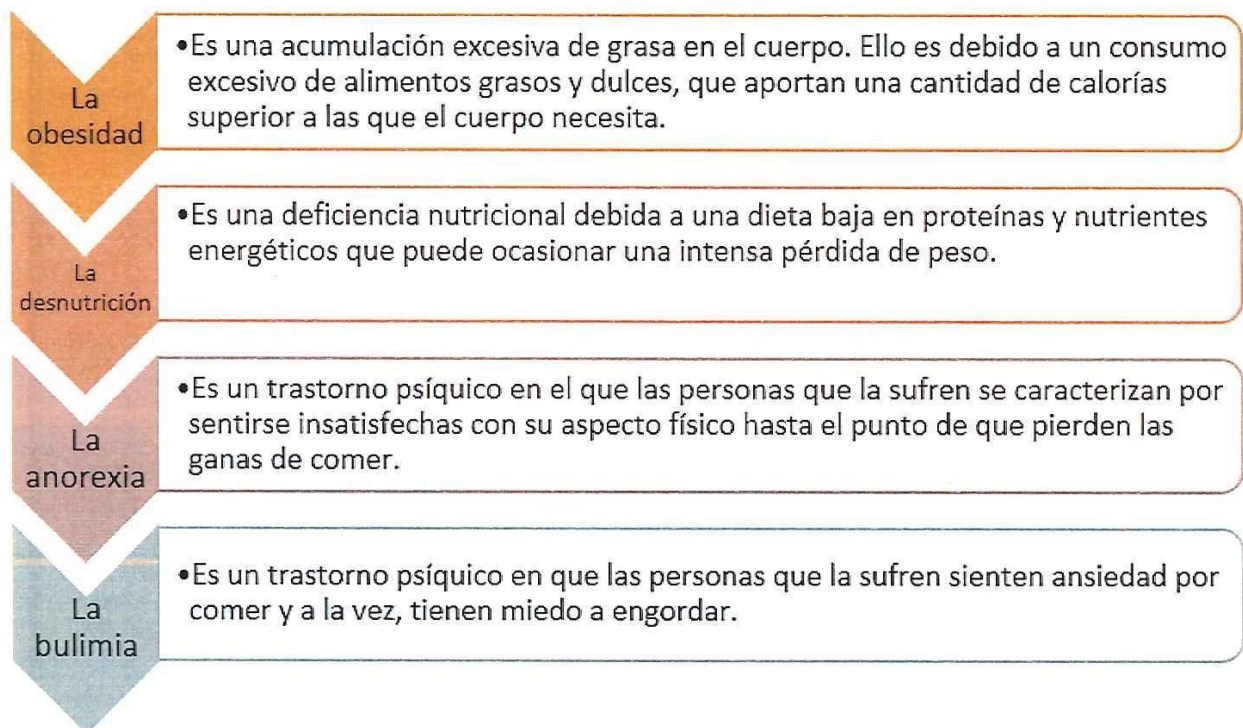 La
obesidad
•Es una acumulación excesiva de grasa en el cuerpo. Ello es debido a un consumo
excesivo de alimentos grasos y dulces, que aportan una cantidad de calorías
superior a las que el cuerpo necesita.
La
desnutrición
•Es una deficiencia nutricional debida a una dieta baja en proteínas y nutrientes
energéticos que puede ocasionar una intensa pérdida de peso.
La
anorexia
•Es un trastorno psíquico en el que las personas que la sufren se caracterizan por
sentirse insatisfechas con su aspecto físico hasta el punto de que pierden las
ganas de comer.
La
bulimia
•Es un trastorno psíquico en que las personas que la sufren sienten ansiedad por
comer y a la vez, tienen miedo a engordar.